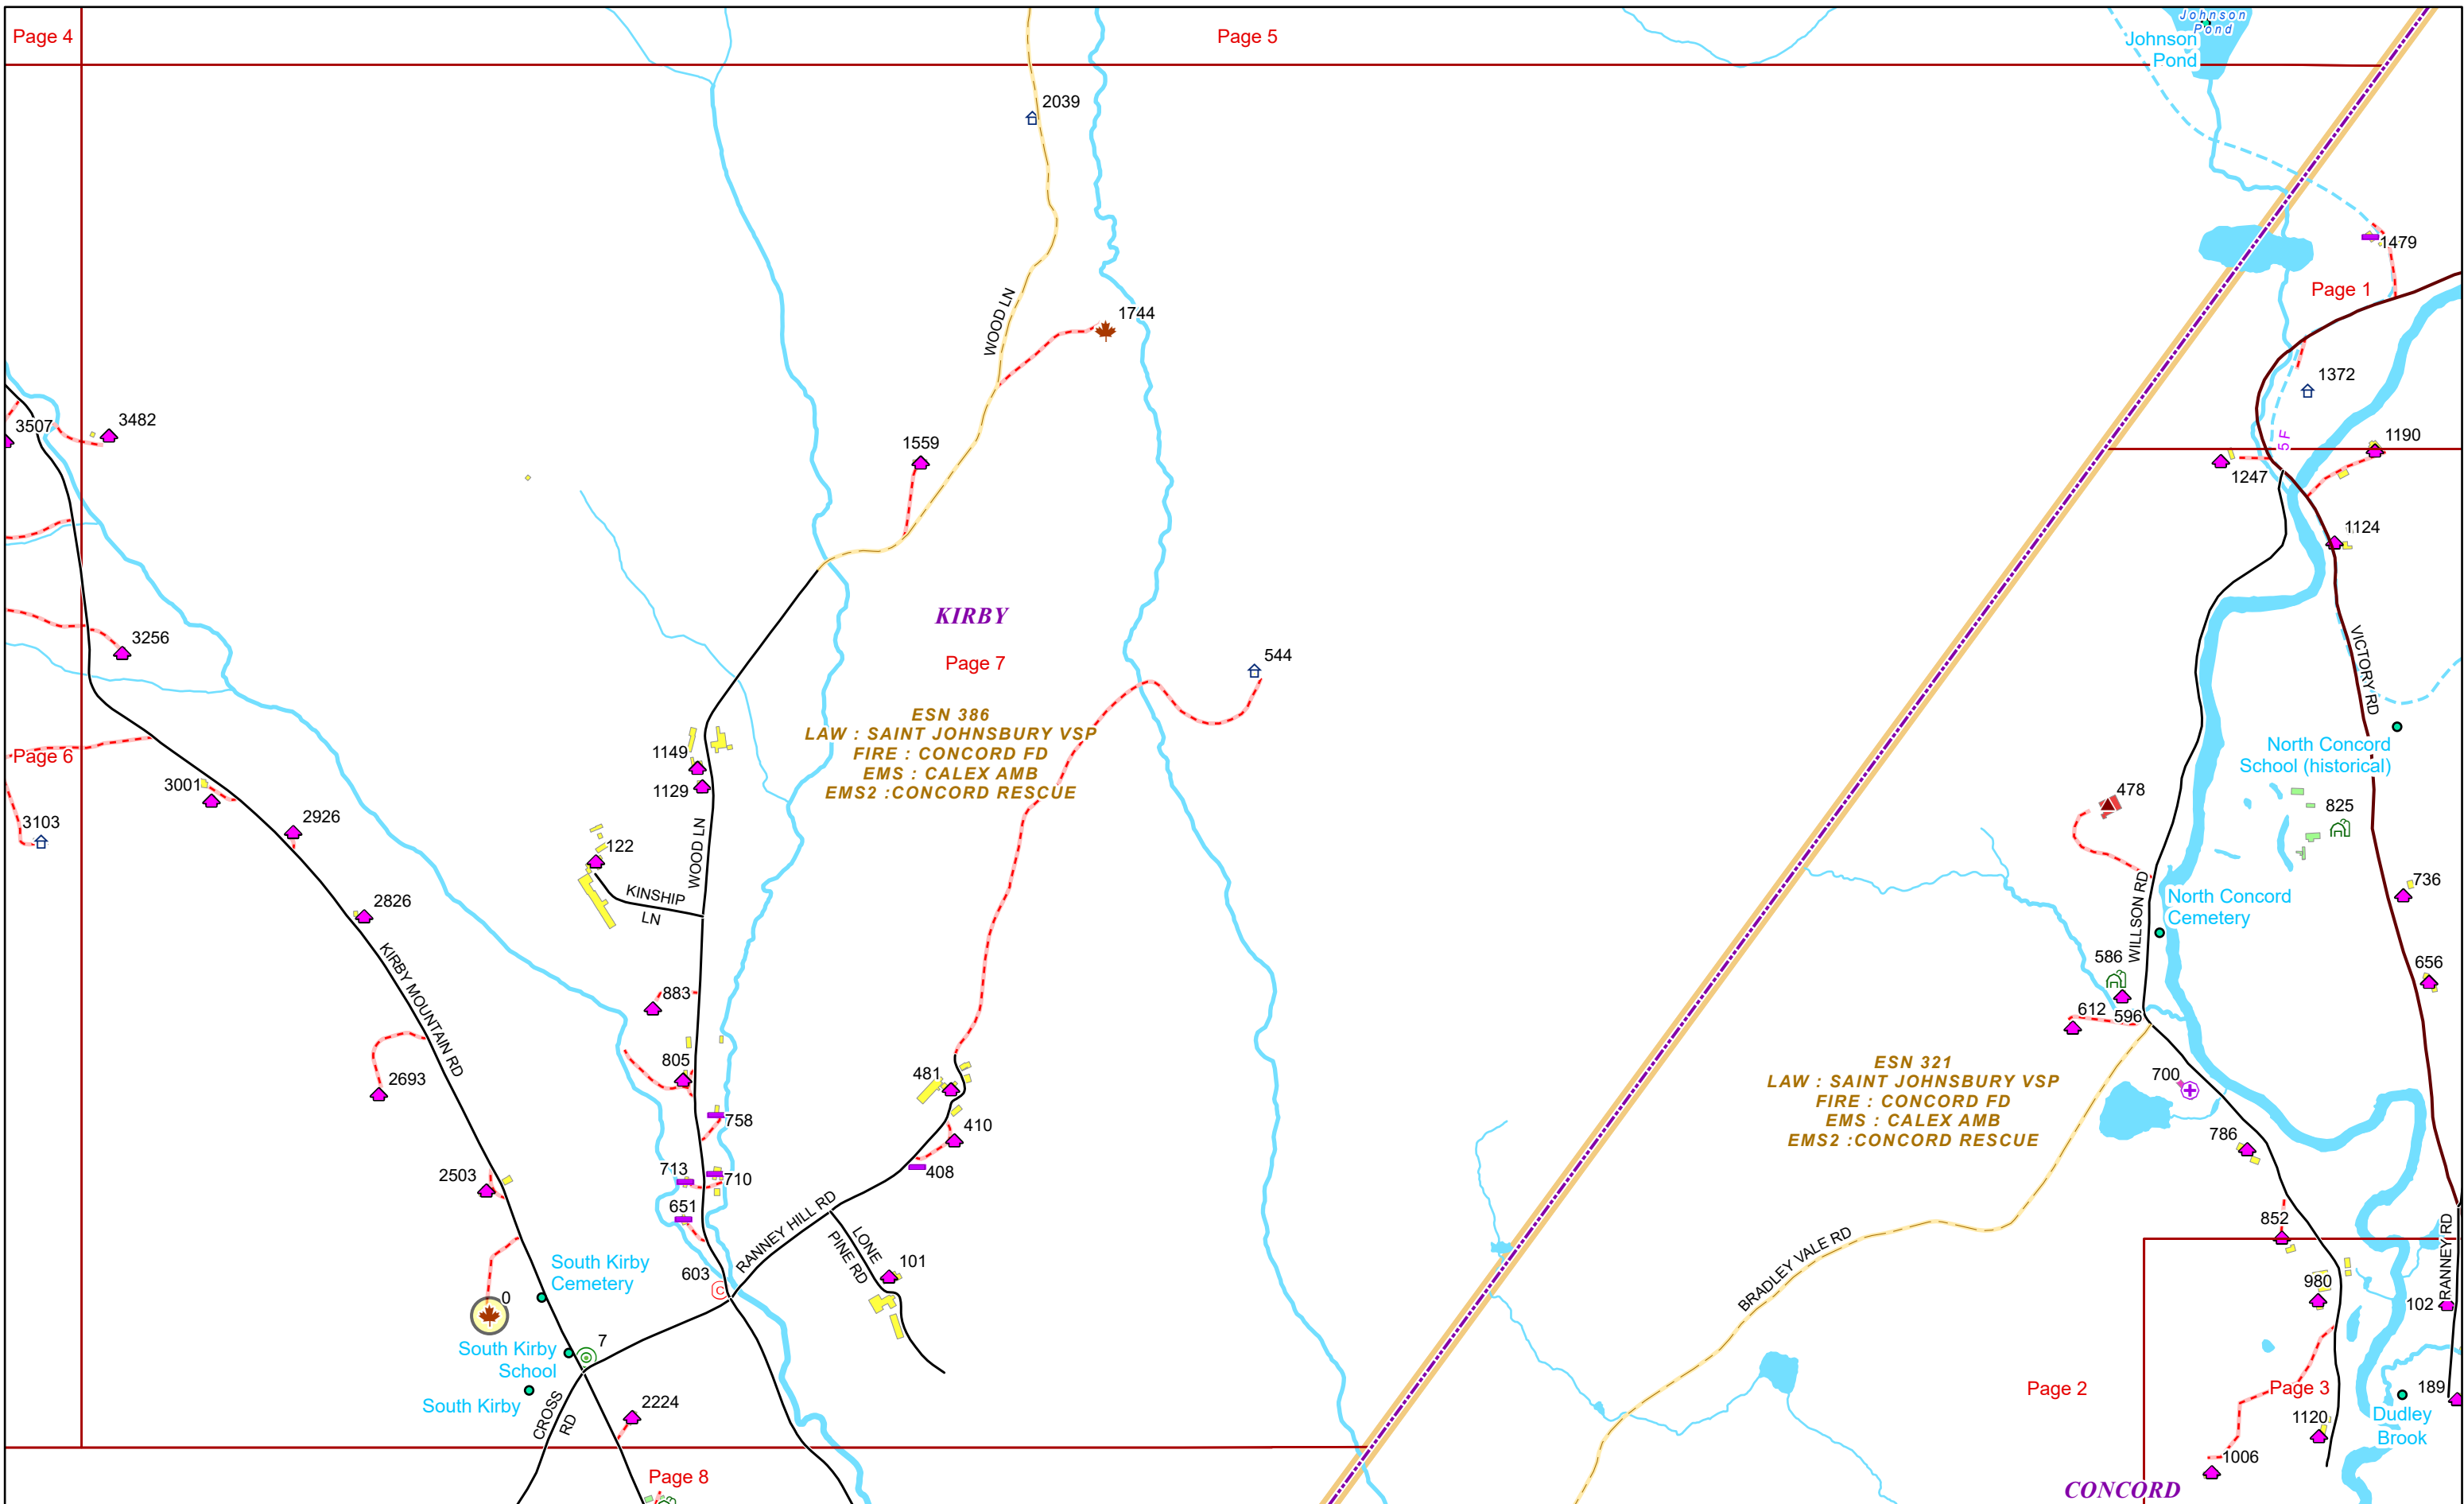 Page 4
Page 5
Johnson
Pond
Johnson
Pond
2039
1479
Page 1
WOOD LN
1744
1372
3507
3482
1559
5 F
1190
1247
1124
KIRBY
Page 7
3256
544
VICTORY RD
ESN 386
LAW : SAINT JOHNSBURY VSP
FIRE : CONCORD FD
EMS : CALEX AMB
EMS2 :CONCORD RESCUE
1149
1129
Page 6
3001
2926
3103
North Concord
School (historical)
478
825
122
WOOD LN
KINSHIP
LN
2826
736
WILLSON RD
North Concord
Cemetery
KIRBY MOUNTAIN RD
586
656
883
612
596
805
2693
481
ESN 321
LAW : SAINT JOHNSBURY VSP
FIRE : CONCORD FD
EMS : CALEX AMB
EMS2 :CONCORD RESCUE
700
758
410
786
713
710
408
2503
651
RANNEY HILL RD
LONE
PINE RD
852
South Kirby
Cemetery
603
101
BRADLEY VALE RD
RANNEY RD
980
102
0
7
South Kirby
School
South Kirby
CROSS
RD
2224
Page 2
Page 3
189
1120
Dudley
Brook
1006
Page 8
CONCORD